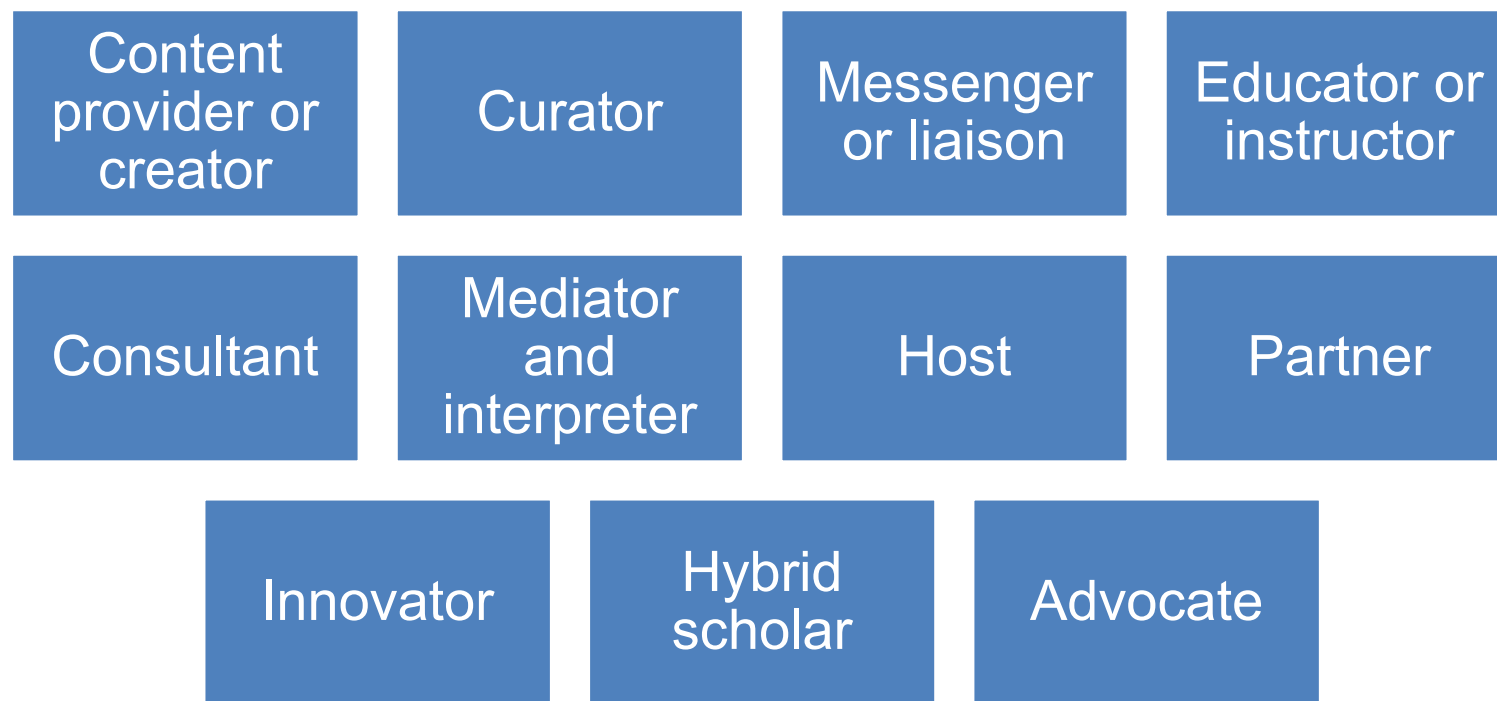 Content
provider or
creator
Curator
Messenger
or liaison
Educator or
instructor
Consultant
Mediator
and
interpreter
Host
Partner
Innovator
Hybrid
scholar
Advocate